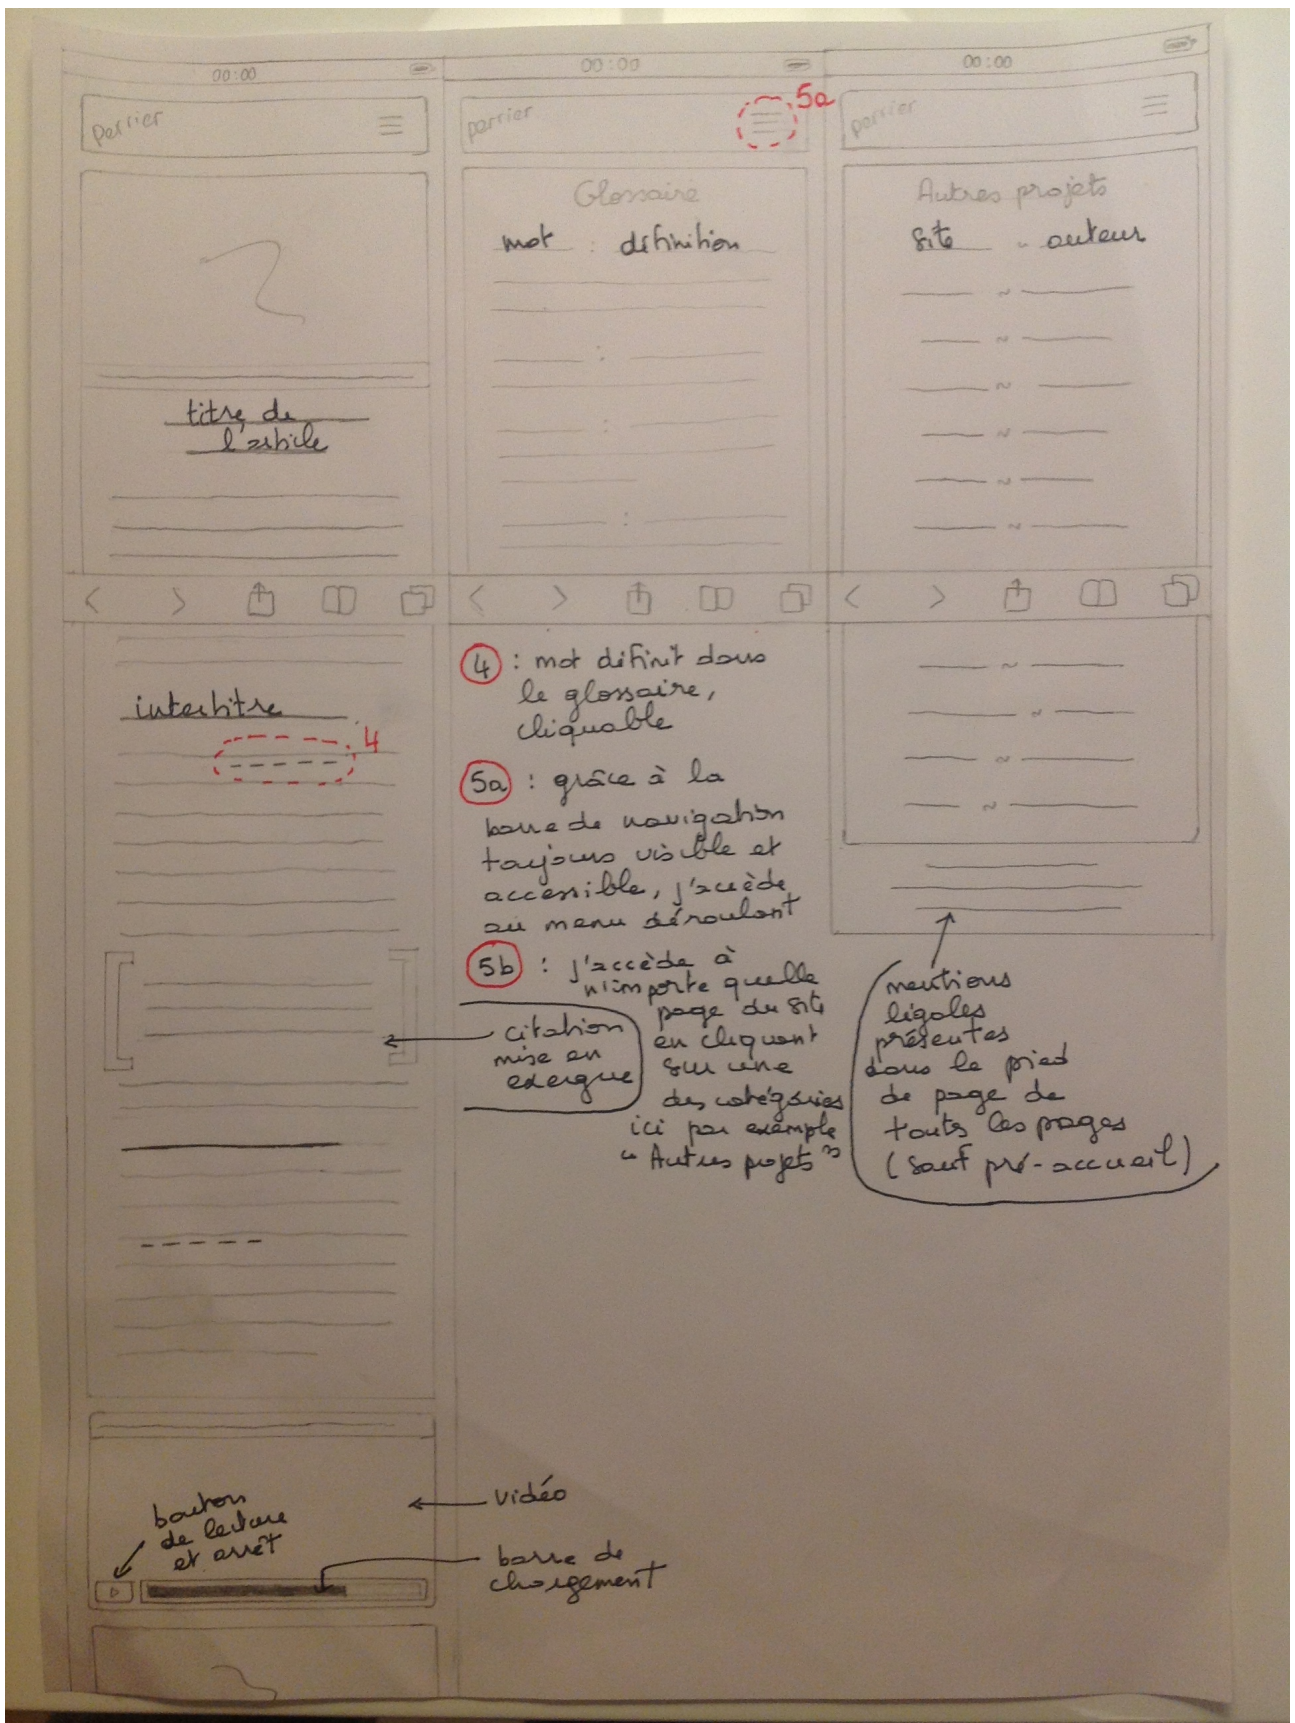 00:00
perrier
titre de
l'article
intertitre
4
bouton
de lecture
et arrêt
00:00
perrier
5a
Glossaire
mot : définition
4 : mot définit dans
le glossaire,
cliquable
5a : grâce à la
barre de navigation
toujours visible et
accessible, j'accède
au menu déroulant
5b : j'accède à
n'importe quelle
page du site
en cliquant
sur une
des catégories
ici par exemple
"Autres projets"
citation
mise en
exergue
vidéo
barre de
chargement
00:00
perrier
Autres projets
site ~ auteur
mentions
légales
présentes
dans le pied
de page de
toutes les pages
(sauf pré-accueil)